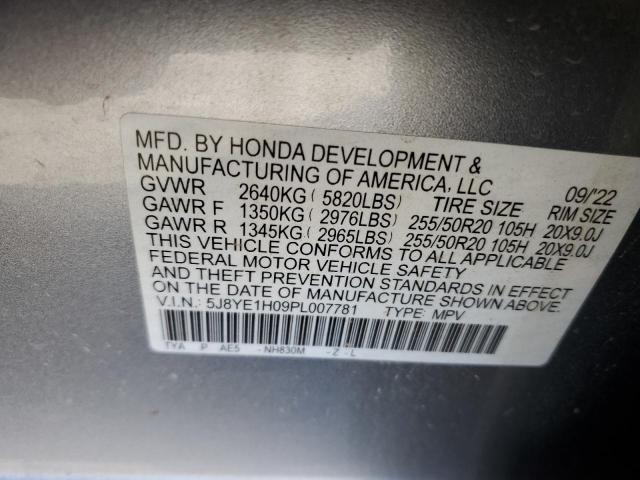 MFD. BY HONDA DEVELOPMENT &
MANUFACTURING OF AMERICA, LLC 09/'22
GVWR 2640KG (5820LBS) TIRE SIZE RIM SIZE
GAWR F 1350KG (2976LBS) 255/50R20 105H 20X9.0J
GAWR R 1345KG (2965LBS) 255/50R20 105H 20X9.0J
THIS VEHICLE CONFORMS TO ALL APPLICABLE
FEDERAL MOTOR VEHICLE SAFETY
AND THEFT PREVENTION STANDARDS IN EFFECT
ON THE DATE OF MANUFACTURE SHOWN ABOVE.
V.I.N.: 5J8YE1H09PL007781 TYPE: MPV
TYA P AE5 -NH830M -Z-L